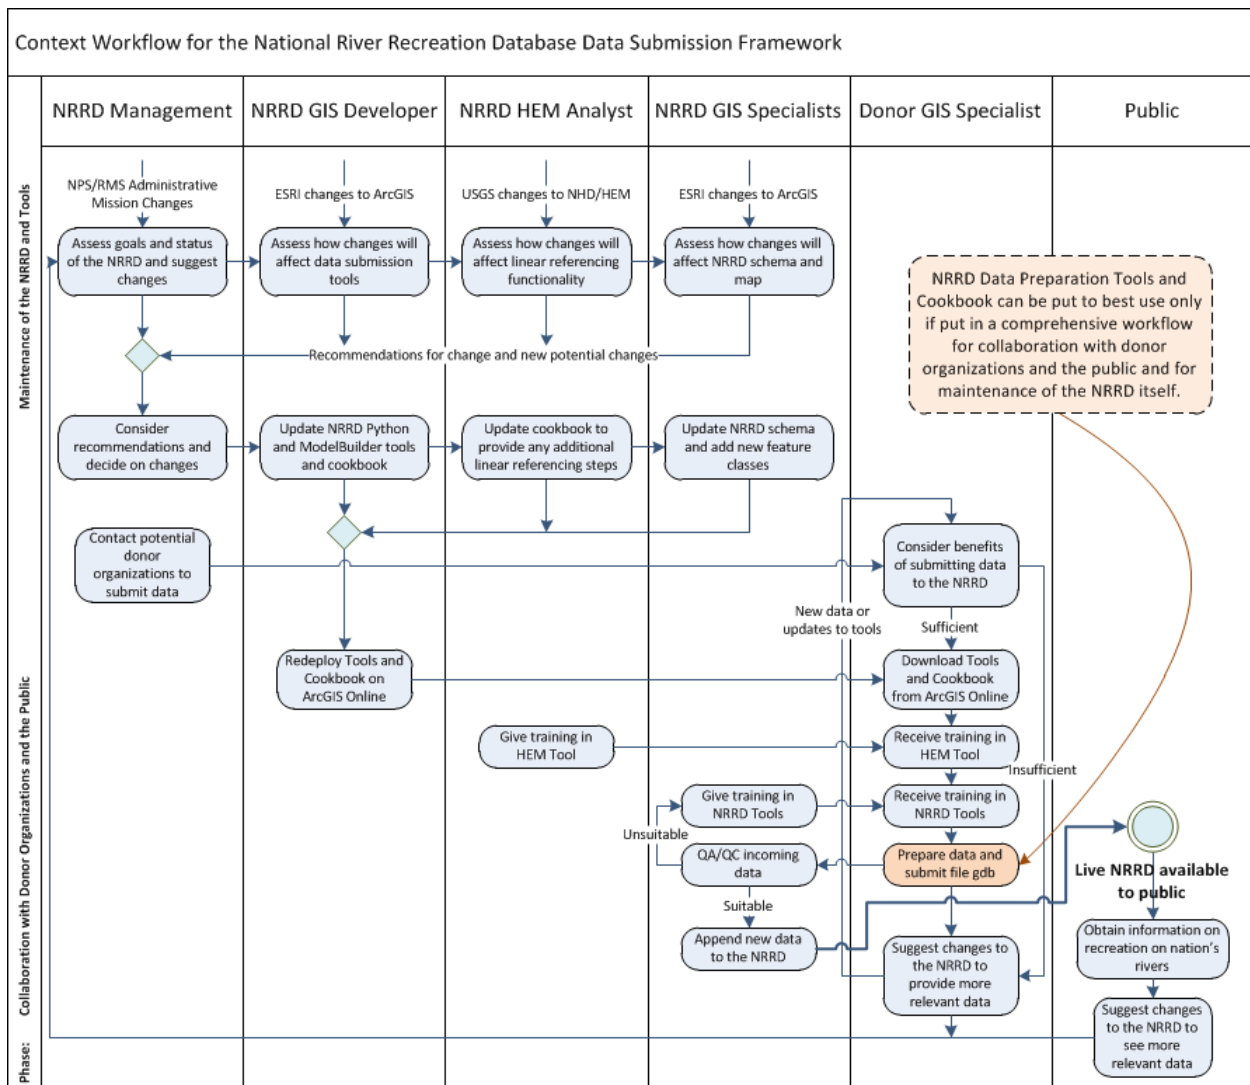 Context Workflow for the National River Recreation Database Data Submission Framework
NRRD Management
NRRD GIS Developer
NRRD HEM Analyst
NRRD GIS Specialists
Donor GIS Specialist
Public
Maintenance of the NRRD and Tools
NPS/RMS Administrative
Mission Changes
ESRI changes to ArcGIS
USGS changes to NHD/HEM
ESRI changes to ArcGIS
Assess goals and status
of the NRRD and suggest
changes
Assess how changes will
affect data submission
tools
Assess how changes will
affect linear referencing
functionality
Assess how changes will
affect NRRD schema and
map
NRRD Data Preparation Tools and
Cookbook can be put to best use only
if put in a comprehensive workflow
for collaboration with donor
organizations and the public and for
maintenance of the NRRD itself.
Recommendations for change and new potential changes
Consider
recommendations and
decide on changes
Update NRRD Python
and ModelBuilder tools
and cookbook
Update cookbook to
provide any additional
linear referencing steps
Update NRRD schema
and add new feature
classes
Phase:
Collaboration with Donor Organizations and the Public
Contact potential
donor
organizations to
submit data
Consider benefits
of submitting data
to the NRRD
New data or
updates to tools
Sufficient
Redeploy Tools and
Cookbook on
ArcGIS Online
Download Tools
and Cookbook
from ArcGIS Online
Give training in
HEM Tool
Receive training in
HEM Tool
Insufficient
Give training in
NRRD Tools
Receive training in
NRRD Tools
Unsuitable
QA/QC incoming
data
Prepare data and
submit file gdb
Live NRRD available
to public
Suitable
Append new data
to the NRRD
Suggest changes to
the NRRD to
provide more
relevant data
Obtain information on
recreation on nation's
rivers
Suggest changes
to the NRRD to
see more
relevant data